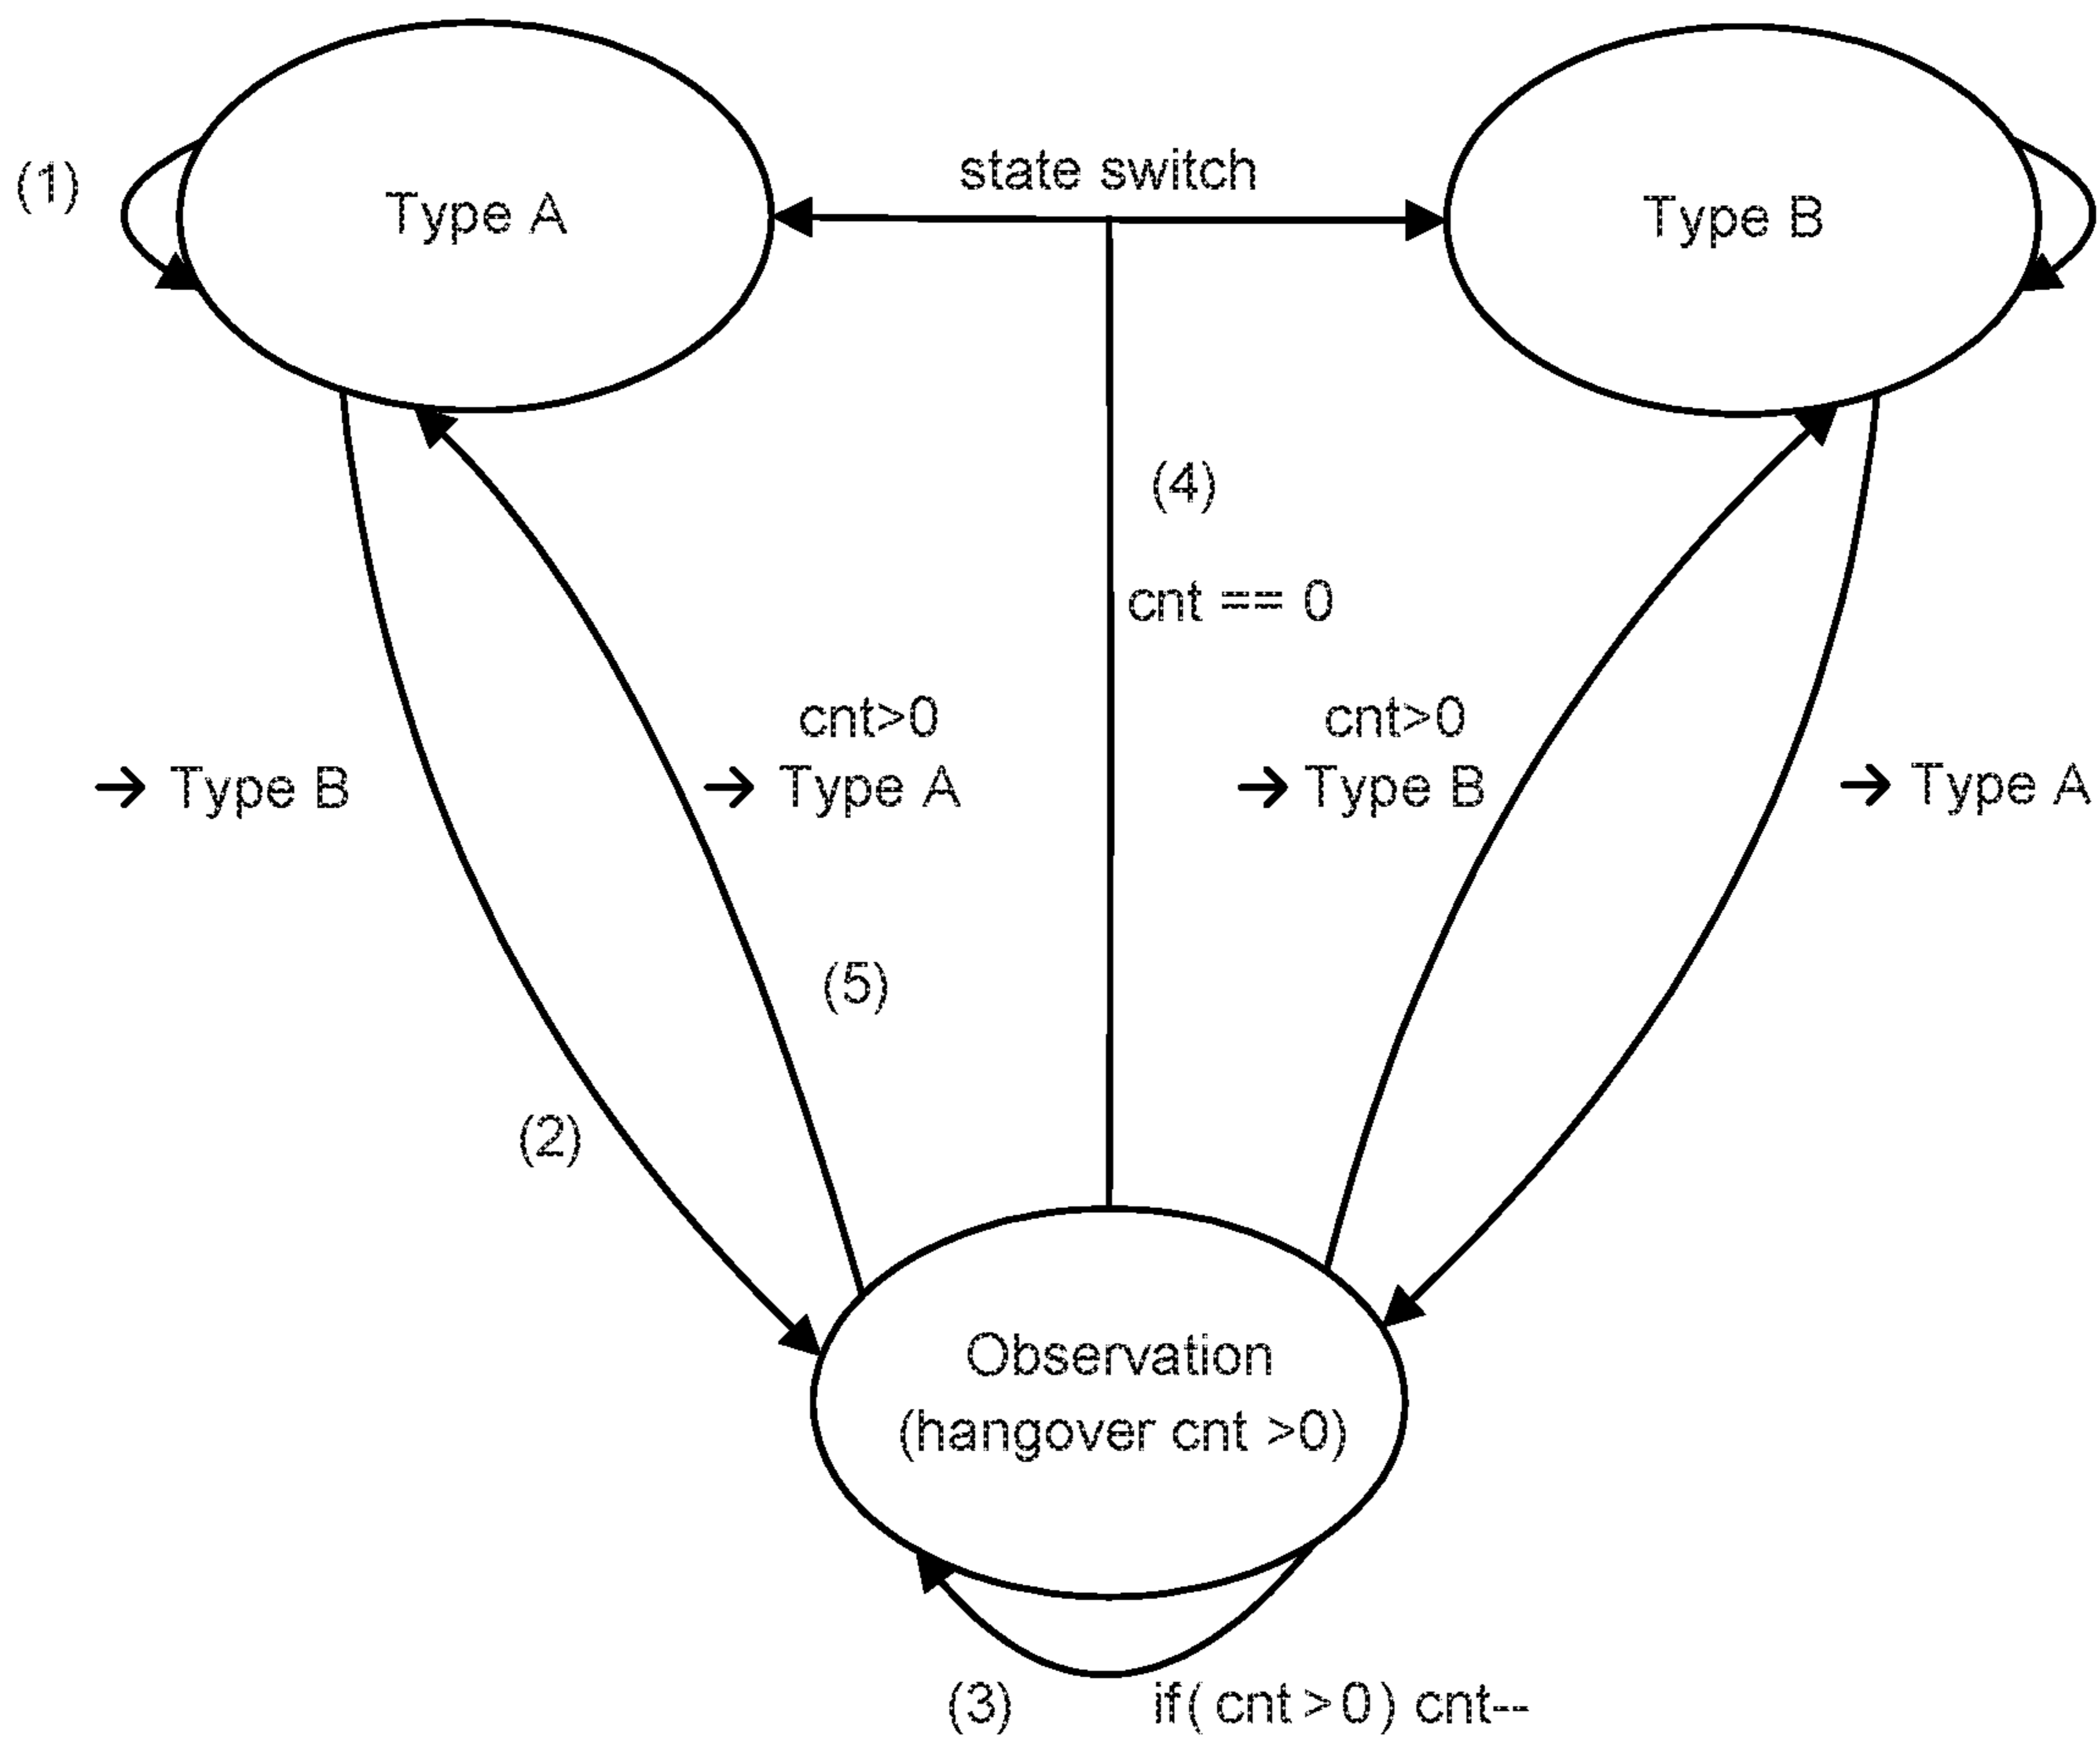 state switch
(1)
Type A
Type B
(4)
cnt == 0
cnt>0
→ Type A
cnt>0
→ Type B
→ Type B
→ Type A
(5)
(2)
Observation
(hangover cnt >0)
(3)
if( cnt > 0 ) cnt--